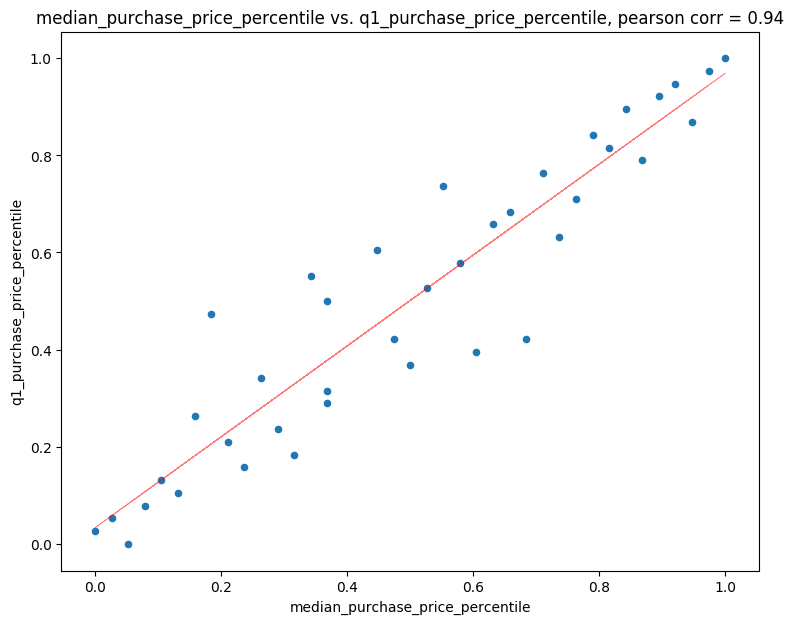 median_purchase_price_percentile vs. q1_purchase_price_percentile, pearson corr = 0.94
1.0
0.8
0.6
0.4
0.2
0.0
q1_purchase_price_percentile
0.0 0.2 0.4 0.6 0.8 1.0
median_purchase_price_percentile